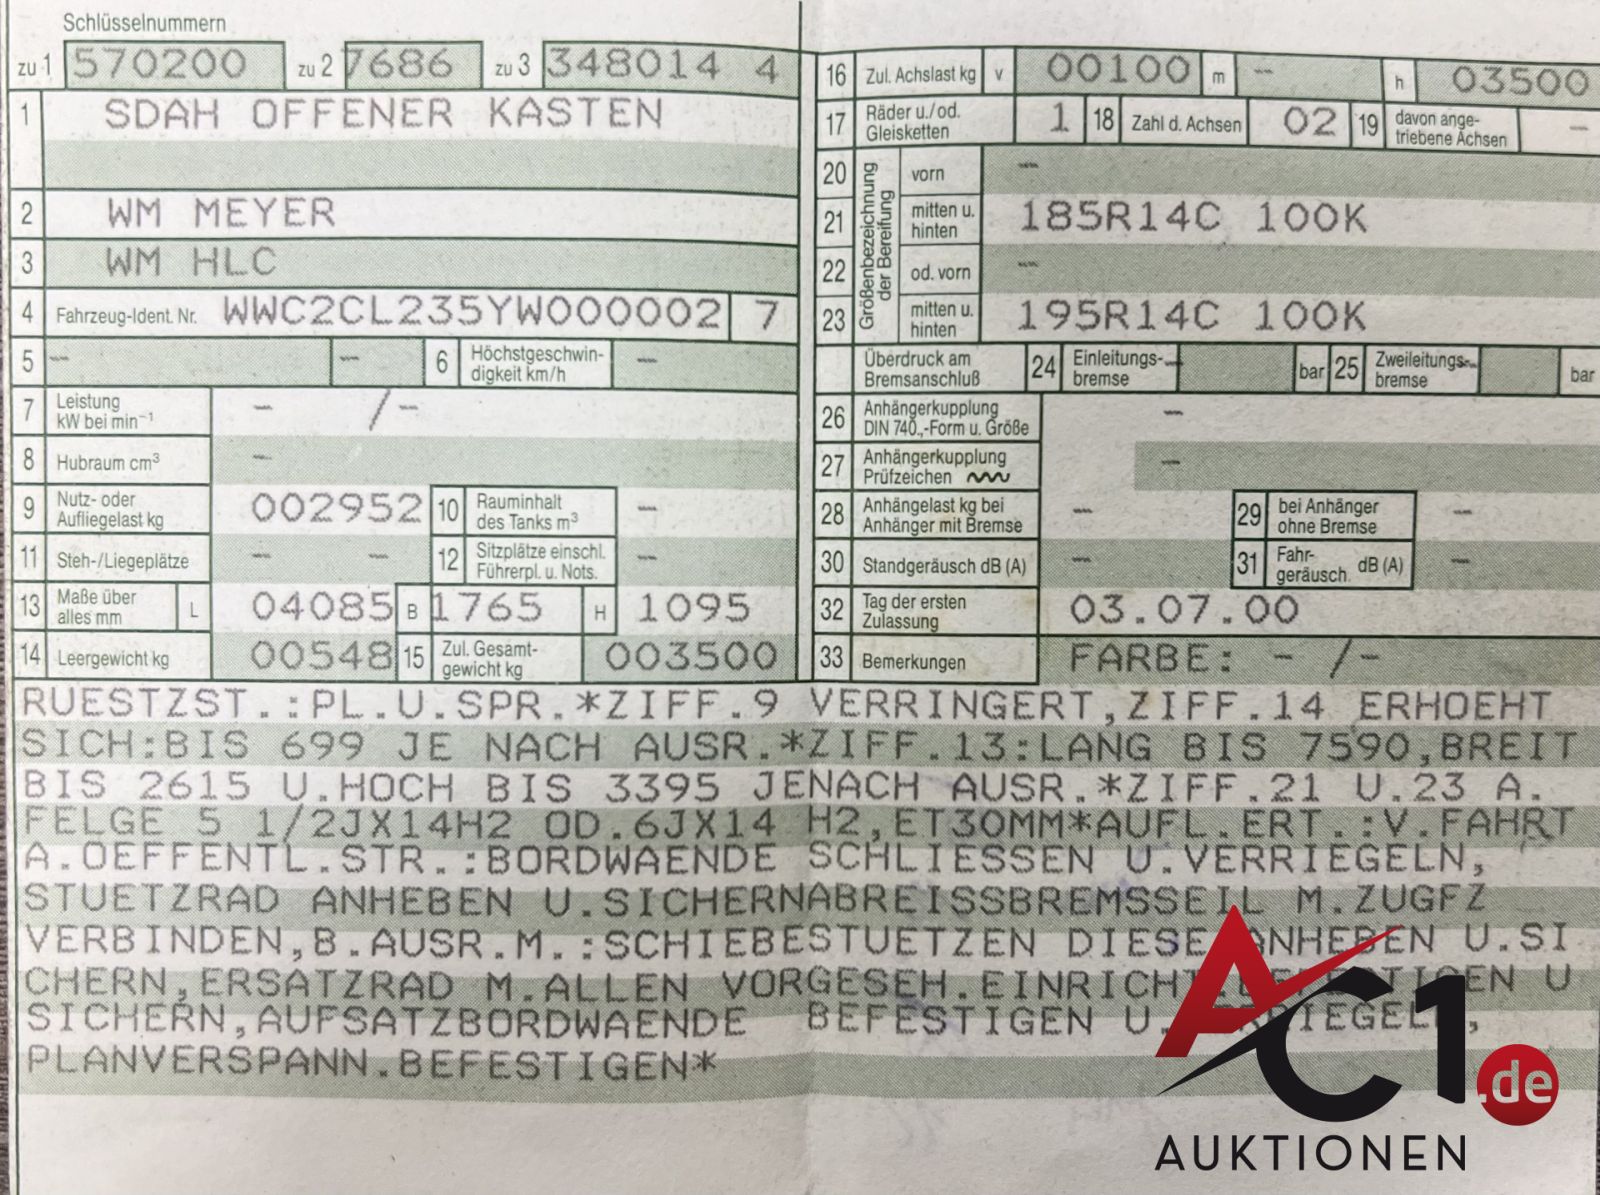 Schlüsselnummern
zu 1 570200 zu 2 7686 zu 3 348014 4
1 SDAH OFFENER KASTEN
2 WM MEYER
3 WM HLC
4 Fahrzeug-Ident. Nr. WWC2CL235YW000002 7
5 -- -- 6 Höchstgeschwin-
digkeit km/h --
7 Leistung
kW bei min⁻¹ - /--
8 Hubraum cm³ --
9 Nutz- oder
Aufliegelast kg 002952 10 Rauminhalt
des Tanks m³ --
11 Steh-/Liegeplätze -- -- 12 Sitzplätze einschl.
Führerpl. u. Nots. --
13 Maße über
alles mm L 04085 B 1765 H 1095
14 Leergewicht kg 00548 15 Zul. Gesamt-
gewicht kg 003500
16 Zul. Achslast kg v 00100 m -- h 03500
17 Räder u./od.
Gleisketten 1 18 Zahl d. Achsen 02 19 davon ange-
triebene Achsen -
Größenbezeichnung
der Bereifung
20 vorn --
21 mitten u.
hinten 185R14C 100K
22 od. vorn --
23 mitten u.
hinten 195R14C 100K
Überdruck am
Bremsanschluß 24 Einleitungs-
bremse - bar 25 Zweileitungs-
bremse - bar
26 Anhängerkupplung
DIN 740.,-Form u. Größe --
27 Anhängerkupplung
Prüfzeichen -
28 Anhängelast kg bei
Anhänger mit Bremse -- 29 bei Anhänger
ohne Bremse --
30 Standgeräusch dB (A) -- 31 Fahr-
geräusch dB (A) --
32 Tag der ersten
Zulassung 03.07.00
33 Bemerkungen FARBE: - /-
RUESTZST.:PL.U.SPR.*ZIFF.9 VERRINGERT,ZIFF.14 ERHOEHT
SICH:BIS 699 JE NACH AUSR.*ZIFF.13:LANG BIS 7590,BREIT
BIS 2615 U.HOCH BIS 3395 JENACH AUSR.*ZIFF.21 U.23 A.
FELGE 5 1/2JX14H2 OD.6JX14 H2,ET30MM*AUFL.ERT.:V.FAHRT
A.OEFFENTL.STR.:BORDWAENDE SCHLIESSEN U.VERRIEGELN,
STUETZRAD ANHEBEN U.SICHERNABREISSBREMSSEIL M.ZUGFZ
VERBINDEN,B.AUSR.M.:SCHIEBESTUETZEN DIESE ANHEBEN U.SI
CHERN,ERSATZRAD M.ALLEN VORGESEH.EINRICHT.BEFESTIGEN U
SICHERN,AUFSATZBORDWAENDE BEFESTIGEN U.VERRIEGELN,
PLANVERSPANN.BEFESTIGEN*
AC1.de
AUKTIONEN